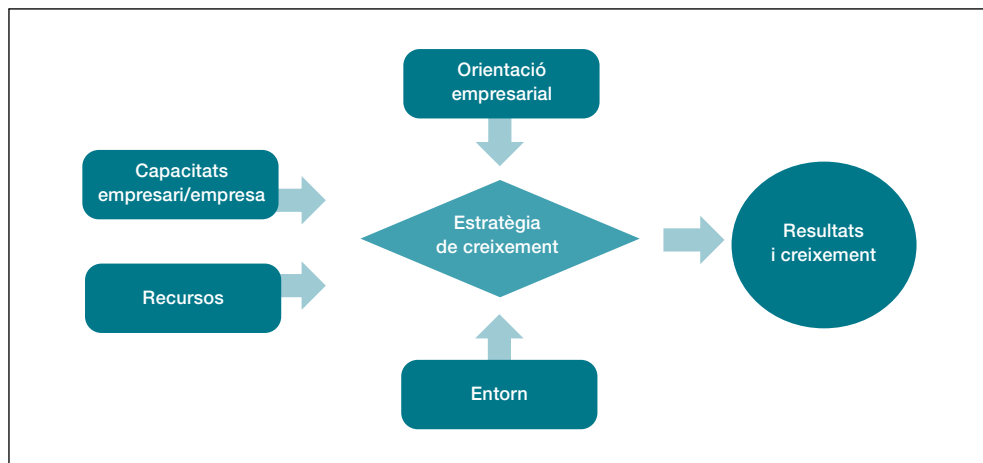 Orientació
empresarial
Capacitats
empresari/empresa
Estratègia
de creixement
Resultats
i creixement
Recursos
Entorn